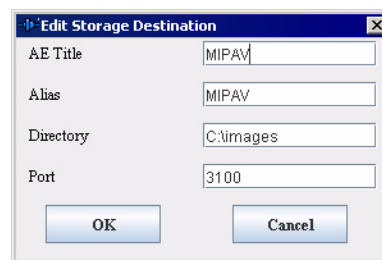 Edit Storage Destination
AE Title MIPAV
Alias MIPAV
Directory C:\images
Port 3100
OK Cancel